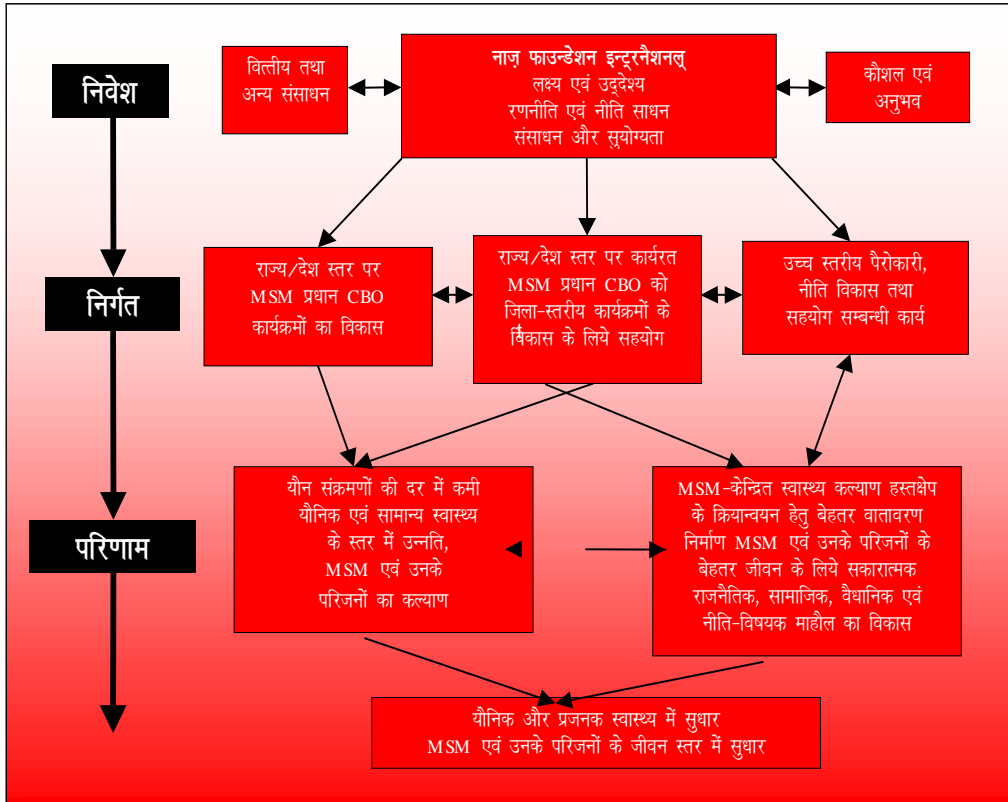 निवेश
वित्तीय तथा
अन्य संसाधन
नाज़ फाउन्डेशन इन्ट्रनैशनल्
लक्ष्य एवं उद्देश्य
रणनीति एवं नीति साधन
संसाधन और सुयोग्यता
कौशल एवं
अनुभव
निर्गत
राज्य/देश स्तर पर
MSM प्रधान CBO
कार्यक्रमों का विकास
राज्य/देश स्तर पर कार्यरत
MSM प्रधान CBO को
जिला-स्तरीय कार्यक्रमों के
विकास के लिये सहयोग
उच्च स्तरीय पैरोकारी,
नीति विकास तथा
सहयोग सम्बन्धी कार्य
परिणाम
यौन संक्रमणों की दर में कमी
यौनिक एवं सामान्य स्वास्थ्य
के स्तर में उन्नति,
MSM एवं उनके
परिजनों का कल्याण
MSM-केन्द्रित स्वास्थ्य कल्याण हस्तक्षेप
के क्रियान्वयन हेतु बेहतर वातावरण
निर्माण MSM एवं उनके परिजनों के
बेहतर जीवन के लिये सकारात्मक
राजनैतिक, सामाजिक, वैधानिक एवं
नीति-विषयक माहौल का विकास
यौनिक और प्रजनक स्वास्थ्य में सुधार
MSM एवं उनके परिजनों के जीवन स्तर में सुधार